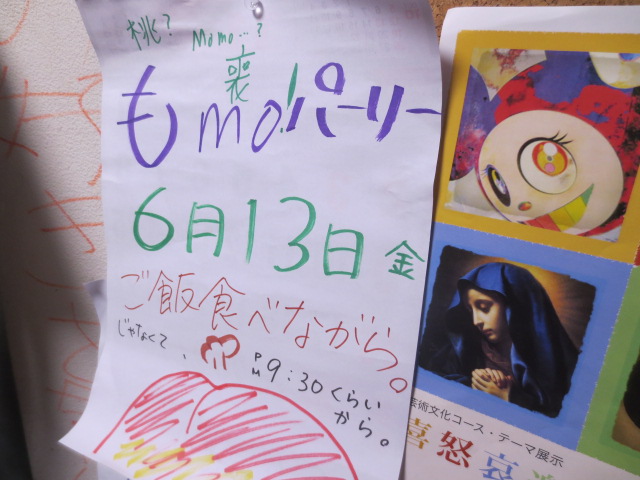 桃?
Momo...?
裏
もmo!パーリー
6月13日 金
ご飯食べながら。
じゃなくて、
PM 9:30くらい
から。
芸術文化コース・テーマ展示
喜怒哀